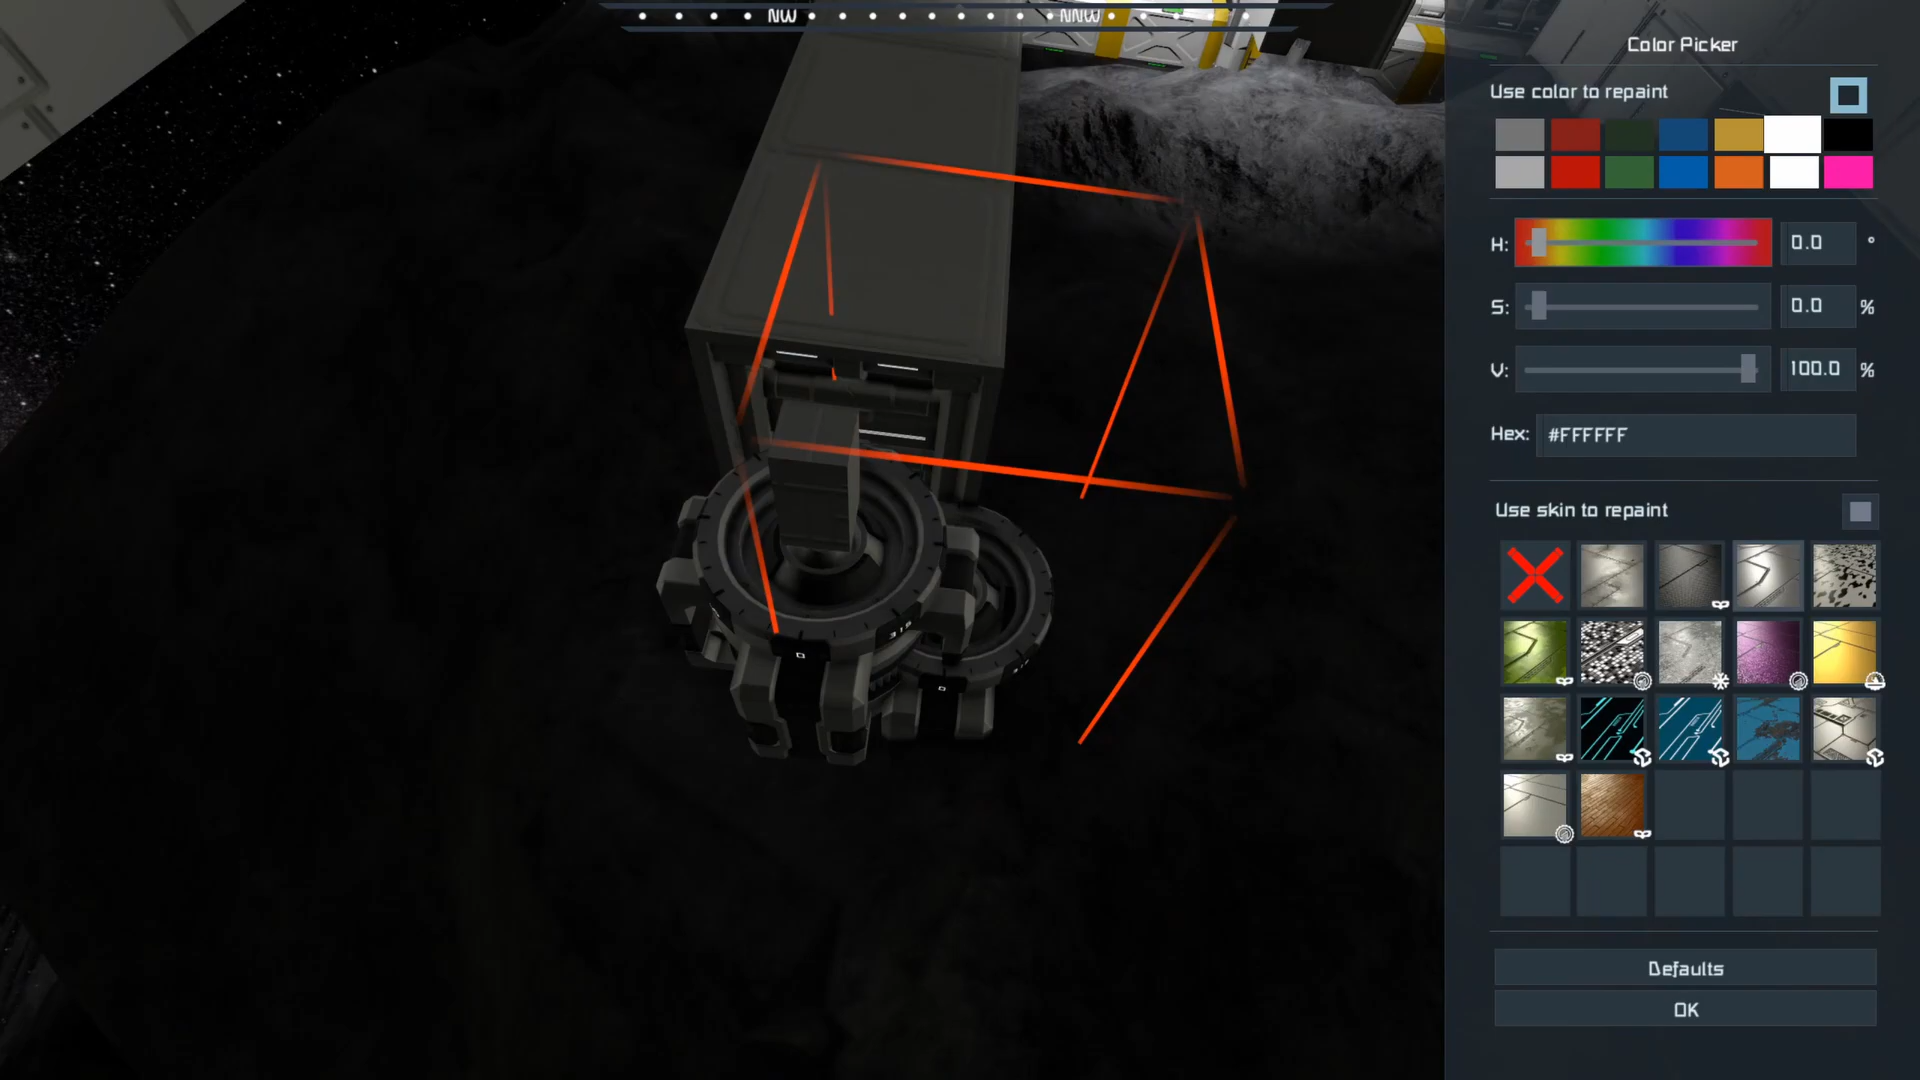 NW
NNW
Color Picker
Use color to repaint
H: 0.0 °
S: 0.0 %
V: 100.0 %
Hex: #FFFFFF
Use skin to repaint
Defaults
OK